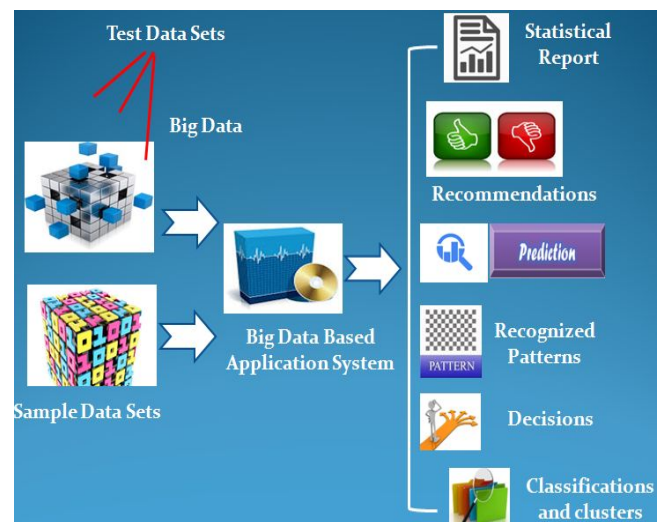 Test Data Sets
Big Data
Sample Data Sets
Big Data Based
Application System
Statistical
Report
Recommendations
Prediction
PATTERN
Recognized
Patterns
Decisions
Classifications
and clusters